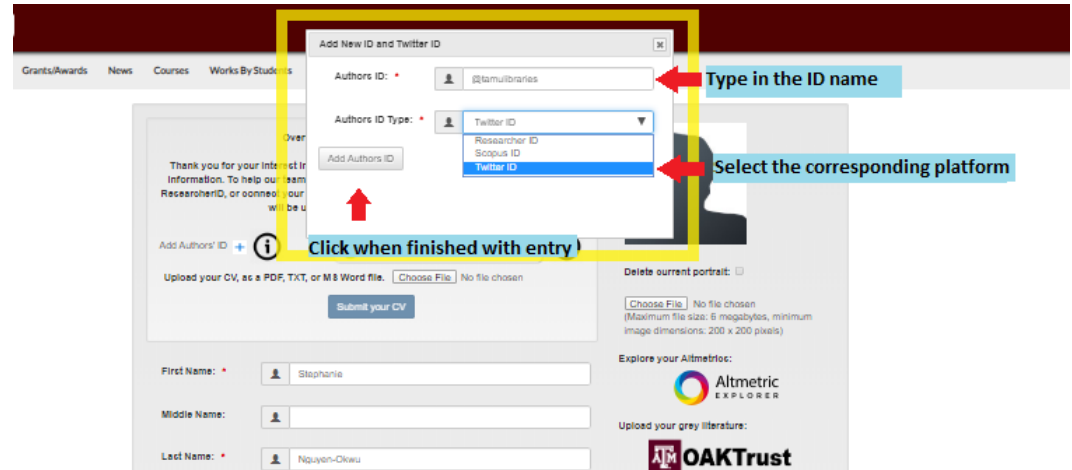 Add New ID and Twitter ID
Grants/Awards News Courses Works By Students
Authors ID: * @tamulibraries
Type in the ID name
Authors ID Type: * Twitter ID
Researcher ID
Scopus ID
Twitter ID
Select the corresponding platform
Add Authors ID
Click when finished with entry
Over
Thank you for your interest in
information. To help our team
ResearcherID, or connect your
will be u
Add Authors' ID +
Upload your CV, as a PDF, TXT, or MS Word file. Choose File No file chosen
Submit your CV
Delete current portrait:
Choose File No file chosen
(Maximum file size: 6 megabytes, minimum
image dimensions: 200 x 200 pixels)
Explore your Altmetrics:
Altmetric
EXPLORER
Upload your grey literature:
ATM OAKTrust
First Name: * Stephanie
Middle Name:
Last Name: * Nguyen-Okwu